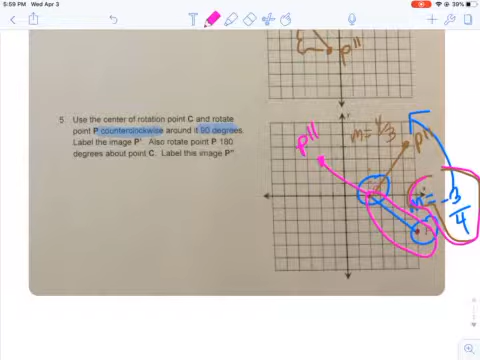 5:59 PM Wed Apr 3
39%
p"
5. Use the center of rotation point C and rotate
point P counterclockwise around it 90 degrees.
Label the image P'. Also rotate point P 180
degrees about point C. Label this image P"
p"
m = 4/3
p"
m = -3/4